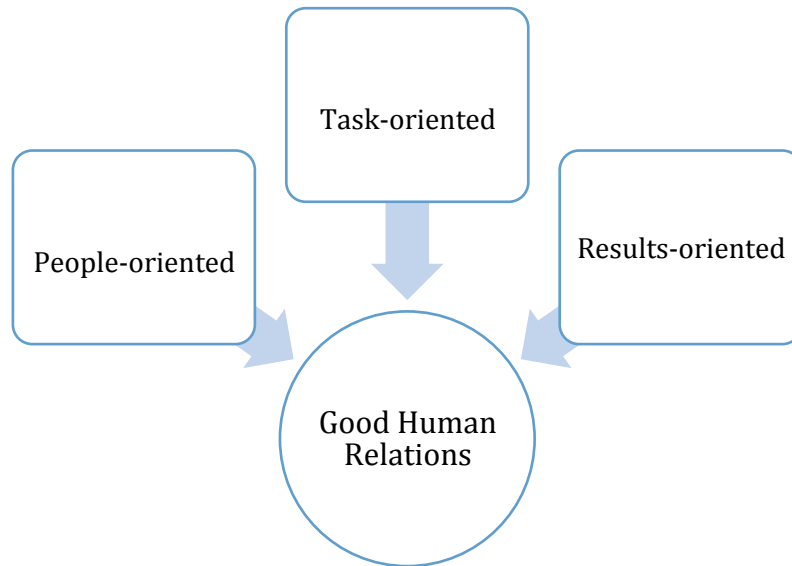 Task-oriented
People-oriented
Results-oriented
Good Human
Relations